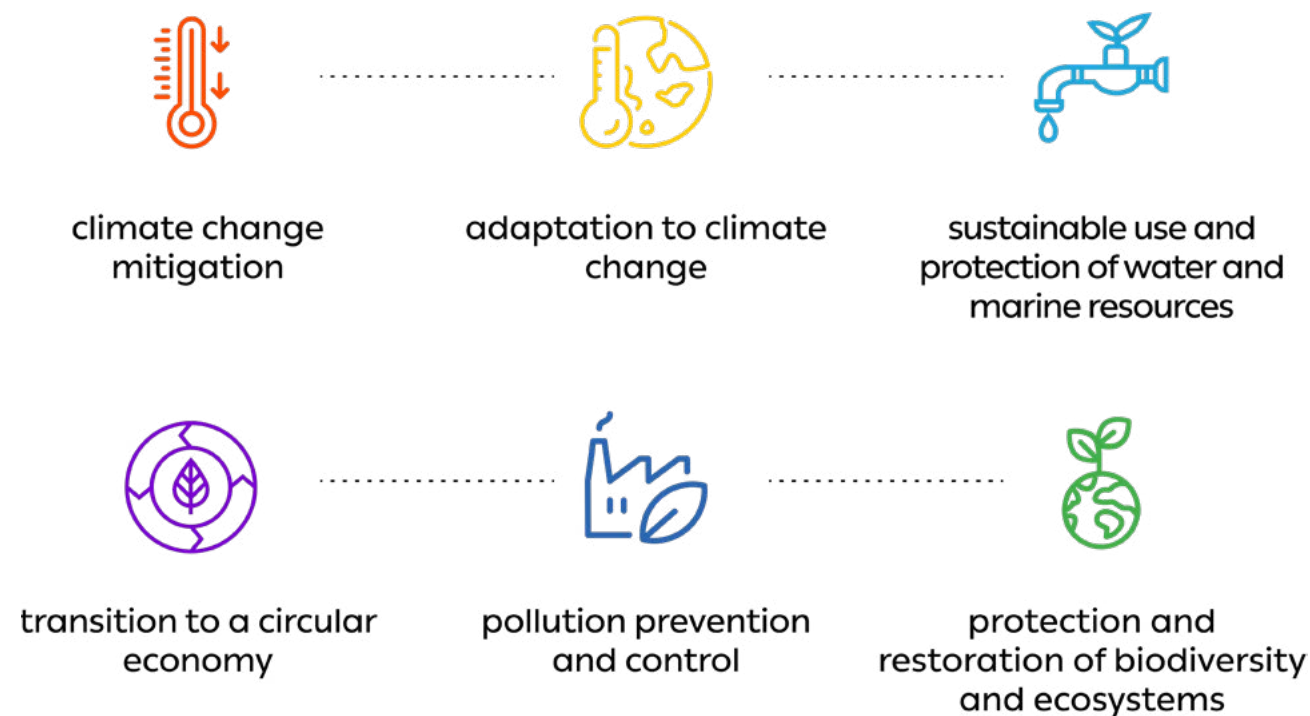 climate change
mitigation
adaptation to climate
change
sustainable use and
protection of water and
marine resources
transition to a circular
economy
pollution prevention
and control
protection and
restoration of biodiversity
and ecosystems